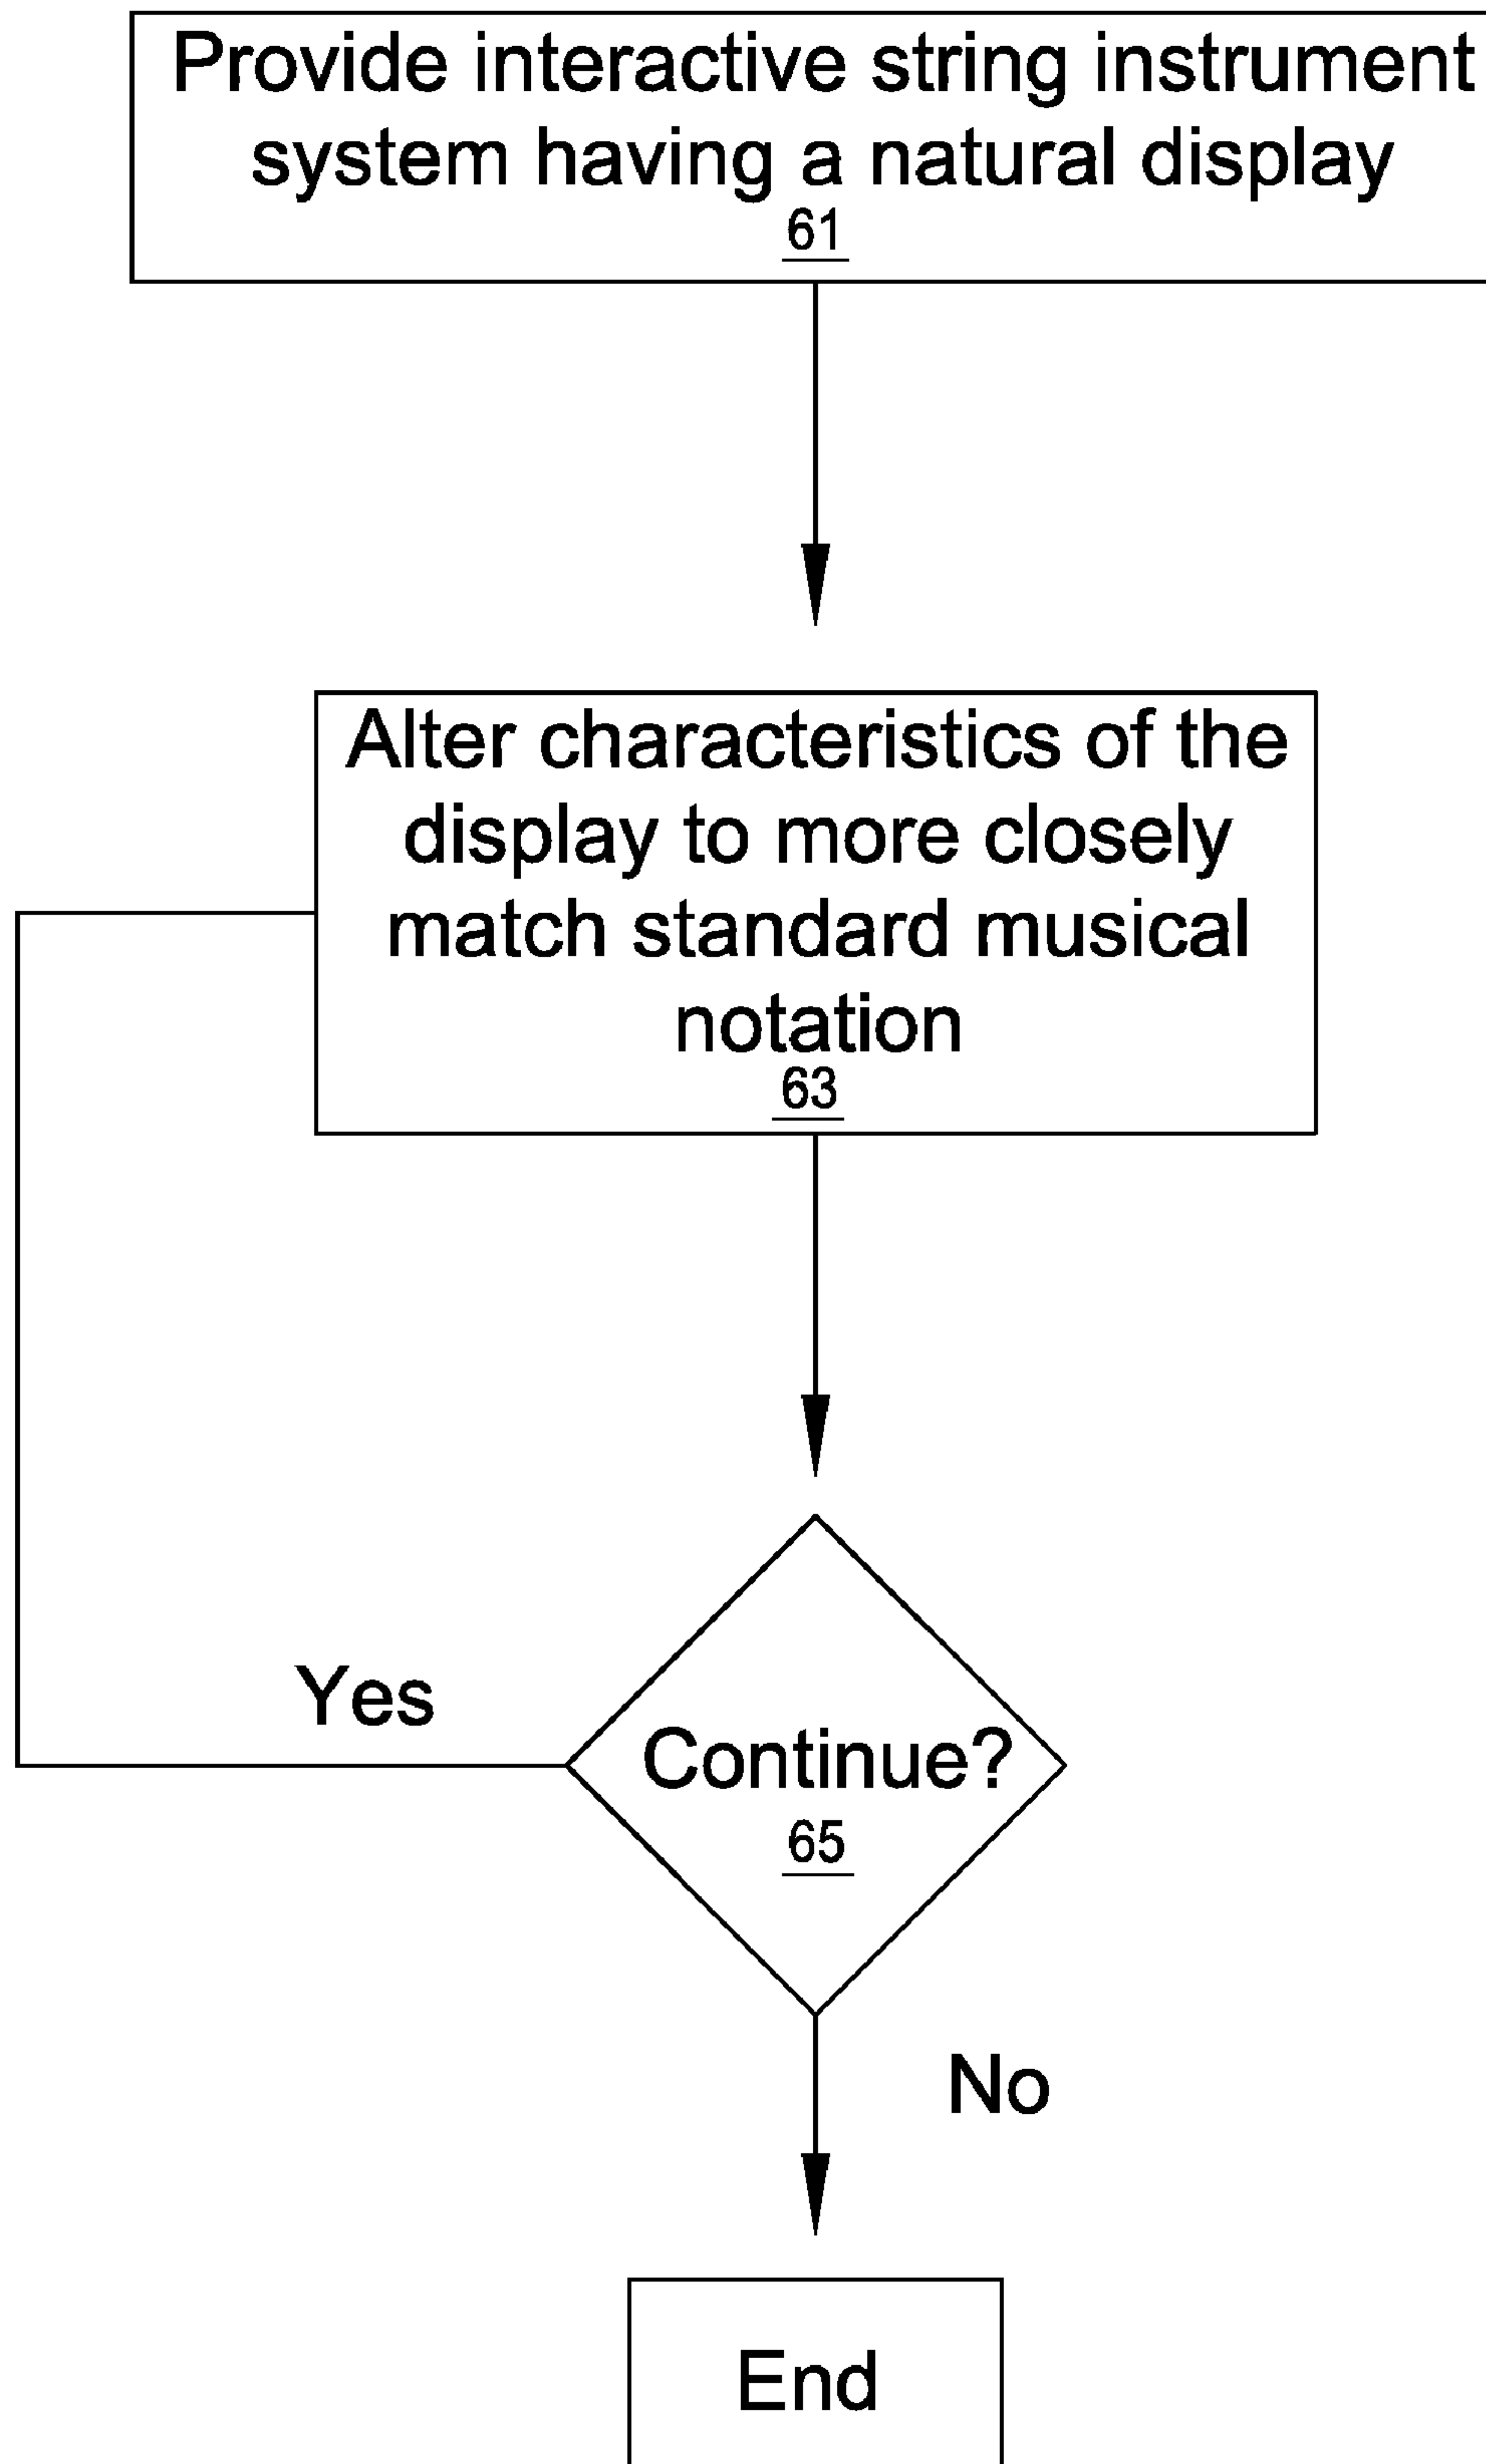 Provide interactive string instrument
system having a natural display
61
Alter characteristics of the
display to more closely
match standard musical
notation
63
Yes
Continue?
65
No
End